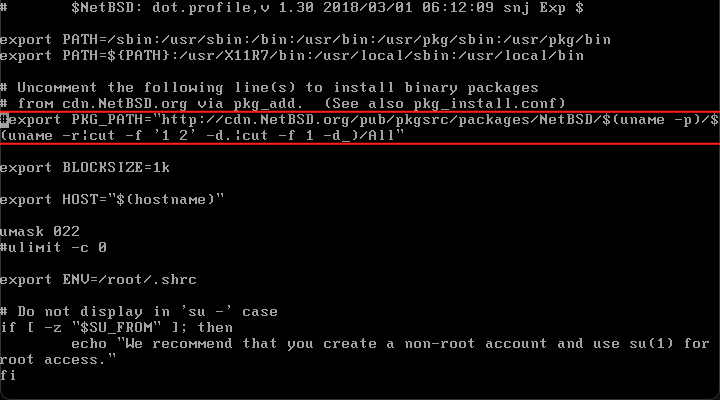 #       $NetBSD: dot.profile,v 1.30 2018/03/01 06:12:09 snj Exp $
export PATH=/sbin:/usr/sbin:/bin:/usr/bin:/usr/pkg/sbin:/usr/pkg/bin
export PATH=${PATH}:/usr/X11R7/bin:/usr/local/sbin:/usr/local/bin
# Uncomment the following line(s) to install binary packages
# from cdn.NetBSD.org via pkg_add.  (See also pkg_install.conf)
#export PKG_PATH="http://cdn.NetBSD.org/pub/pkgsrc/packages/NetBSD/$(uname -p)/$
(uname -r|cut -f '1 2' -d.|cut -f 1 -d_)/All"
export BLOCKSIZE=1k
export HOST="$(hostname)"
umask 022
#ulimit -c 0
export ENV=/root/.shrc
# Do not display in 'su -' case
if [ -z "$SU_FROM" ]; then
        echo "We recommend that you create a non-root account and use su(1) for
root access."
fi